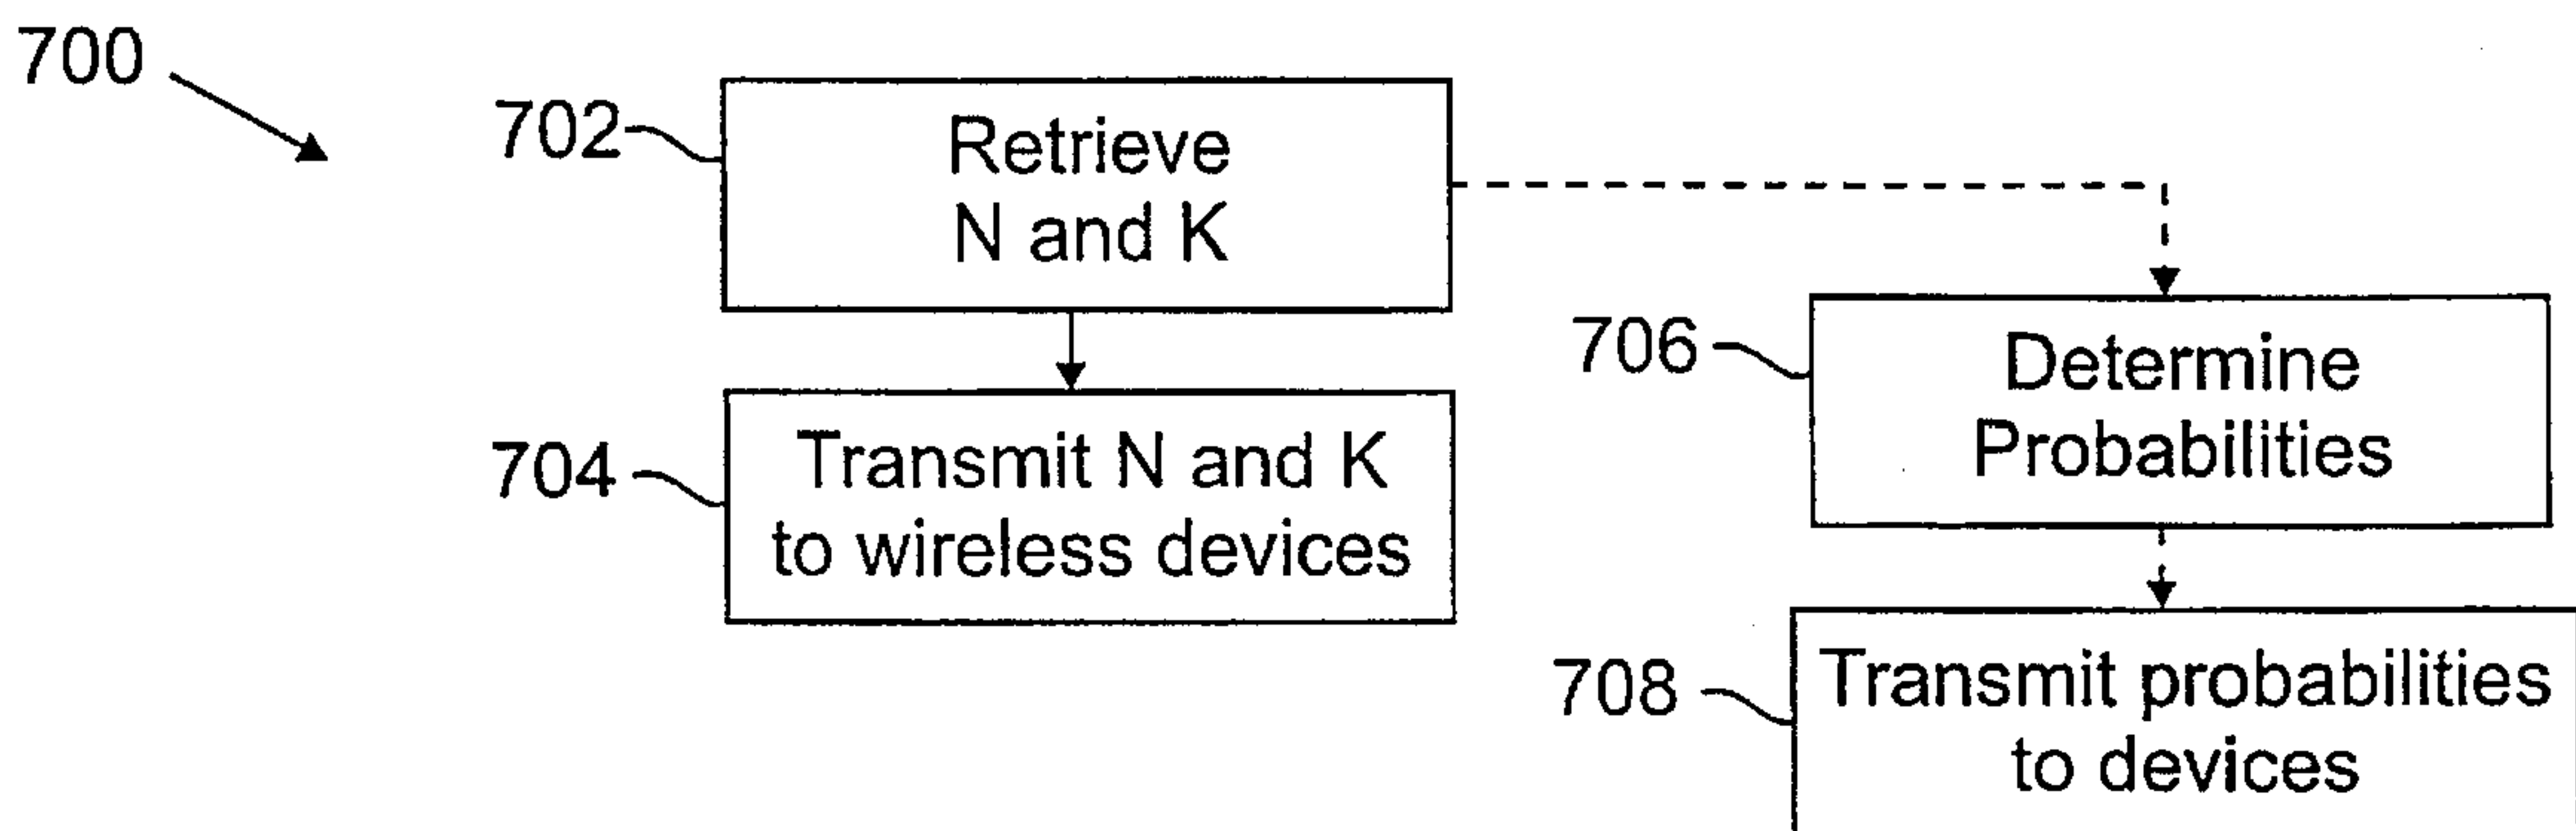 700
702
Retrieve
N and K
704
Transmit N and K
to wireless devices
706
Determine
Probabilities
708
Transmit probabilities
to devices